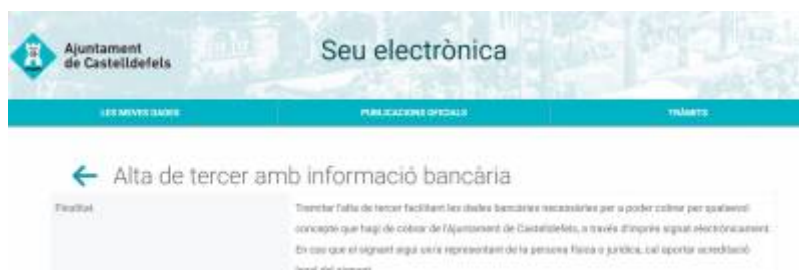 Ajuntament
de Castelldefels
Seu electrònica
LES MEVES DADES
PUBLICACIONS OFICIALS
TRÀMITS
← Alta de tercer amb informació bancària
Finalitat
Tramitar l'alta de tercer facilitant les dades bancàries necessàries per a poder cobrar per qualsevol
concepte que hagi de cobrar de l'Ajuntament de Castelldefels, a través d'imprès signat electrònicament.
En cas que el signant sigui un/a representant de la persona física o jurídica, cal aportar acreditació
legal del signant